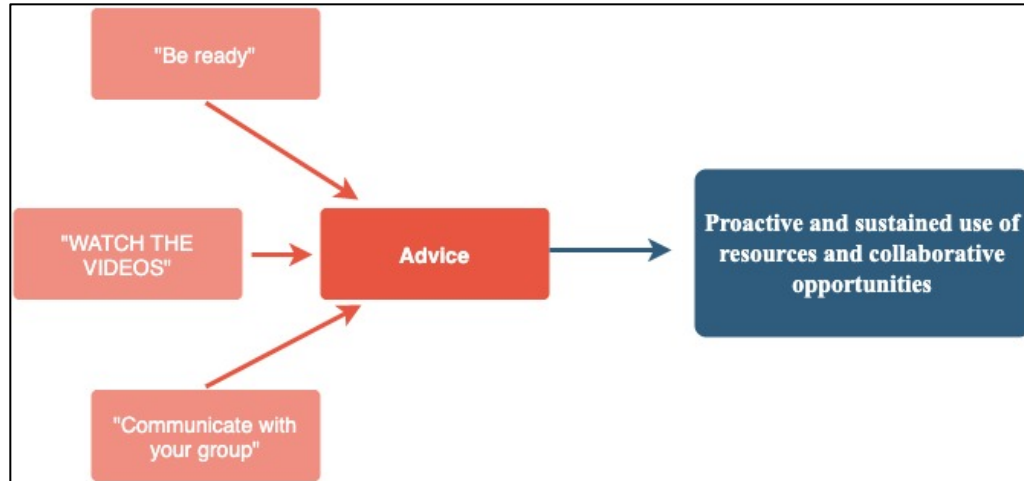 "Be ready"
"WATCH THE
VIDEOS"
Advice
Proactive and sustained use of
resources and collaborative
opportunities
"Communicate with
your group"